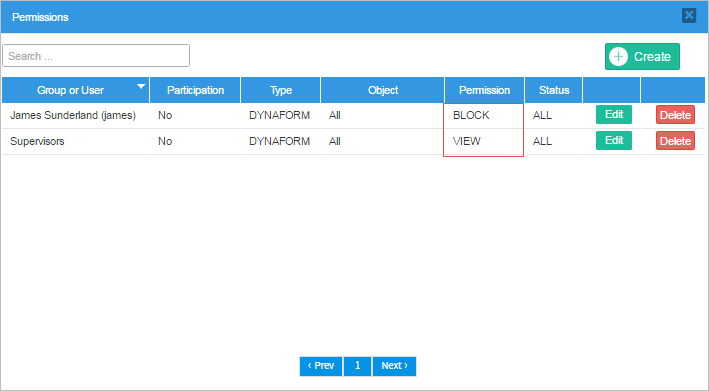 Permissions
Search ...
Create
Group or User Participation Type Object Permission Status
James Sunderland (james) No DYNAFORM All BLOCK ALL Edit Delete
Supervisors No DYNAFORM All VIEW ALL Edit Delete
‹ Prev 1 Next ›